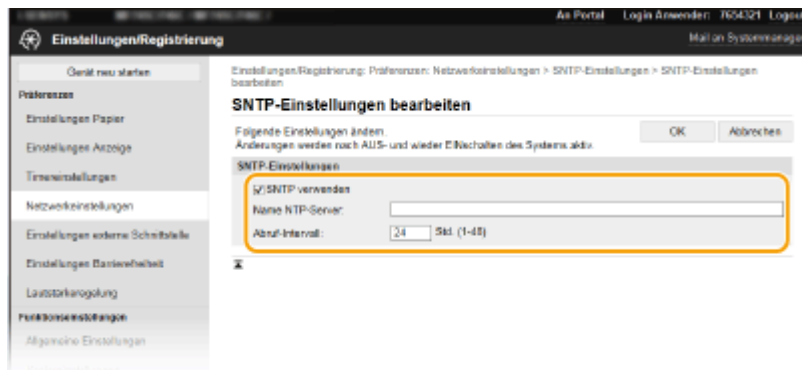 An Portal Login Anwender: 7654321 Logou
Einstellungen/Registrierung
Mail an Systemmanage
Gerät neu starten
Präferenzen
Einstellungen Papier
Einstellungen Anzeige
Timereinstellungen
Netzwerkeinstellungen
Einstellungen externe Schnittstelle
Einstellungen Barrierefreiheit
Lautstärkeregelung
Funktionseinstellungen
Allgemeine Einstellungen
Einstellungen/Registrierung: Präferenzen: Netzwerkeinstellungen > SNTP-Einstellungen > SNTP-Einstellungen
bearbeiten
SNTP-Einstellungen bearbeiten
Folgende Einstellungen ändern.
Änderungen werden nach AUS- und wieder EINschalten des Systems aktiv.
OK Abbrechen
SNTP-Einstellungen
SNTP verwenden
Name NTP-Server:
Abruf-Intervall: 24 Std. (1-48)